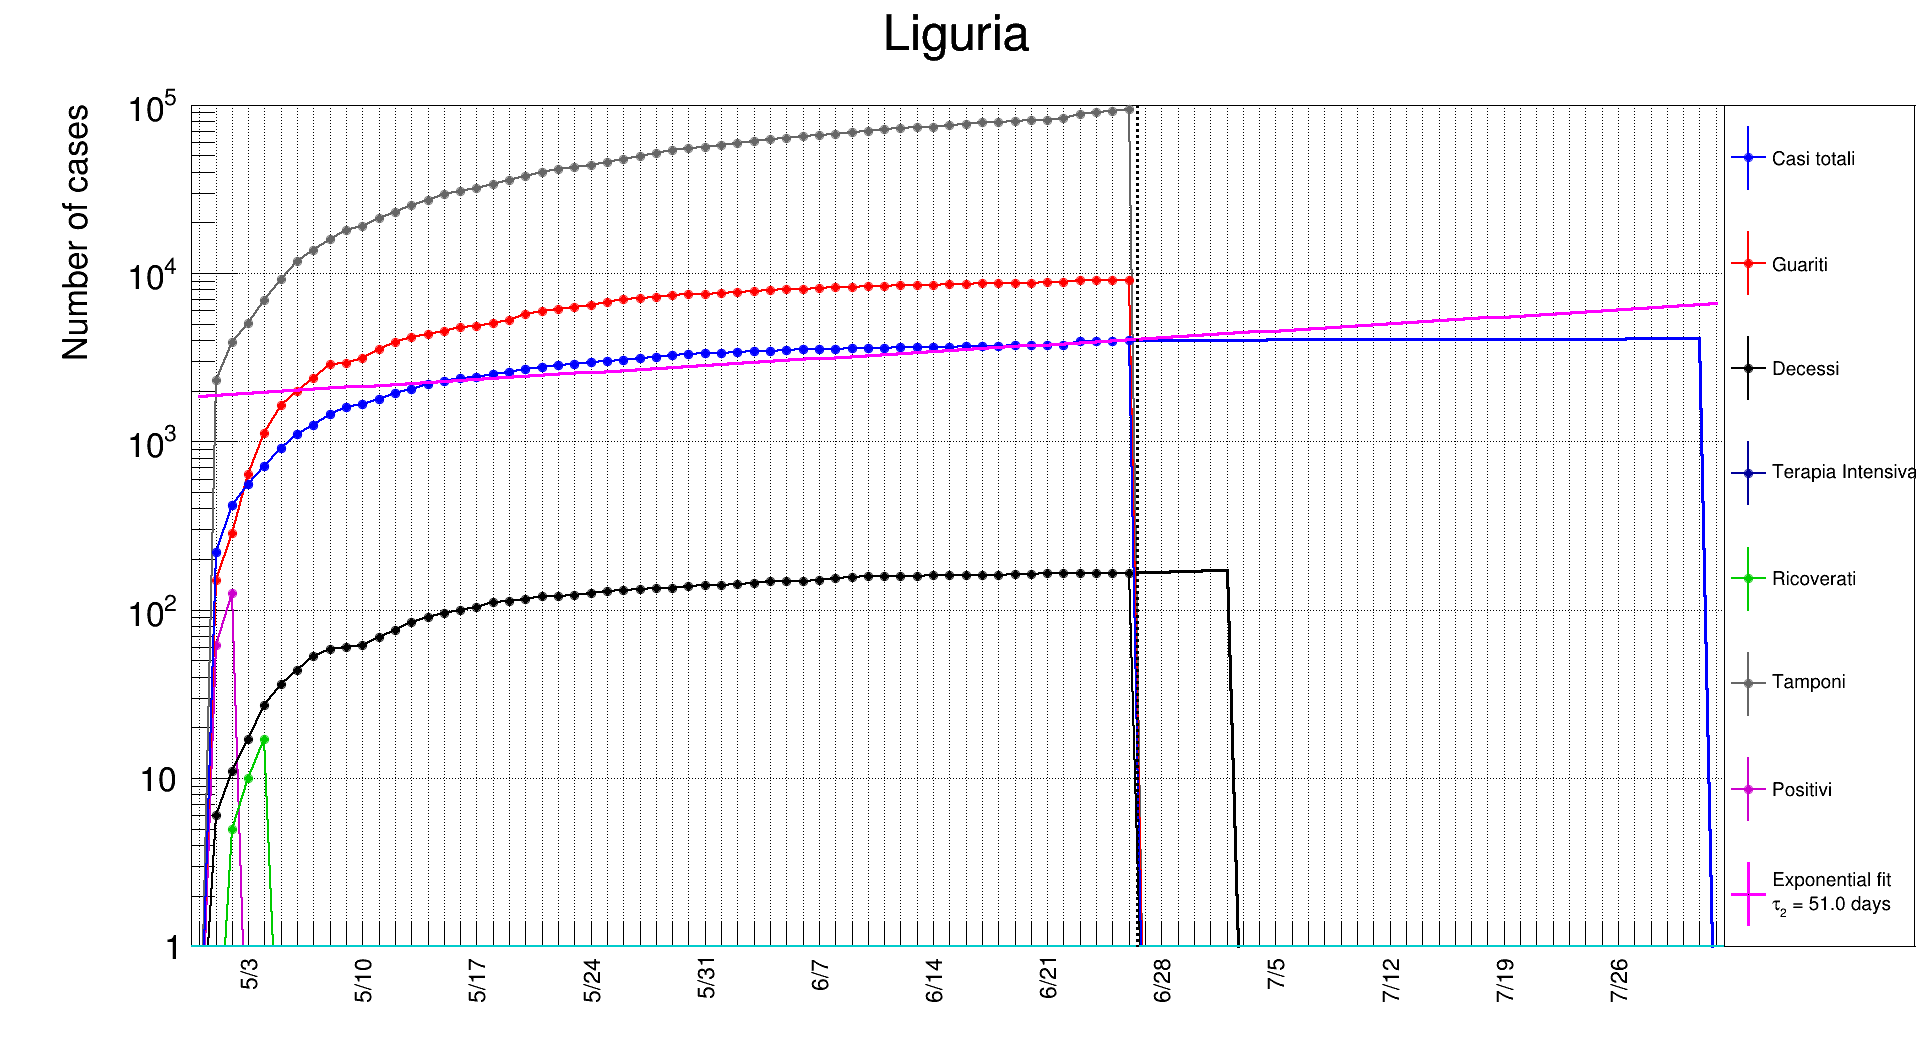 Liguria
Number of cases
10^5
10^4
10^3
10^2
10
1
5/3
5/10
5/17
5/24
5/31
6/7
6/14
6/21
6/28
7/5
7/12
7/19
7/26
Casi totali
Guariti
Decessi
Terapia Intensiva
Ricoverati
Tamponi
Positivi
Exponential fit
τ_2 = 51.0 days